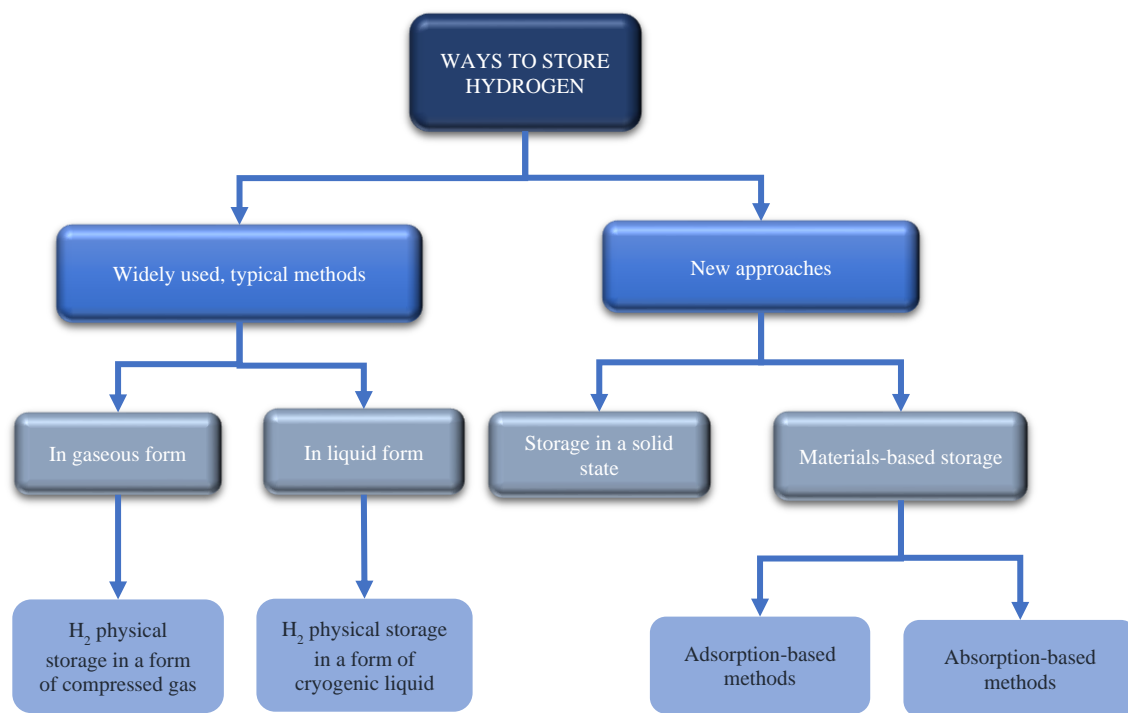 WAYS TO STORE
HYDROGEN
Widely used, typical methods
New approaches
In gaseous form
In liquid form
Storage in a solid
state
Materials-based storage
H₂ physical
storage in a form
of compressed gas
H₂ physical storage
in a form of
cryogenic liquid
Adsorption-based
methods
Absorption-based
methods